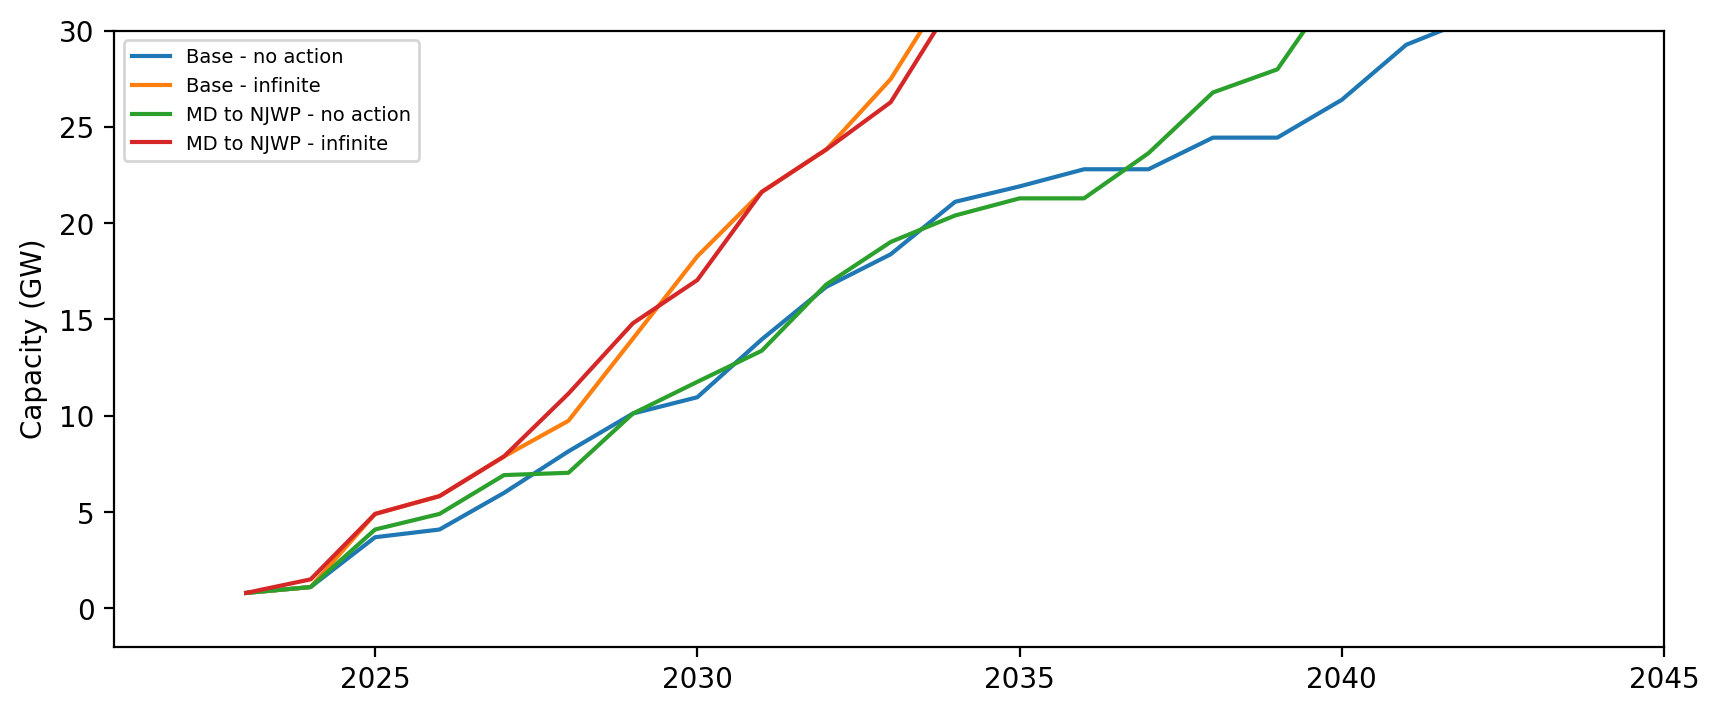 Base - no action
Base - infinite
MD to NJWP - no action
MD to NJWP - infinite
Capacity (GW)
30
25
20
15
10
5
0
2025 2030 2035 2040 2045